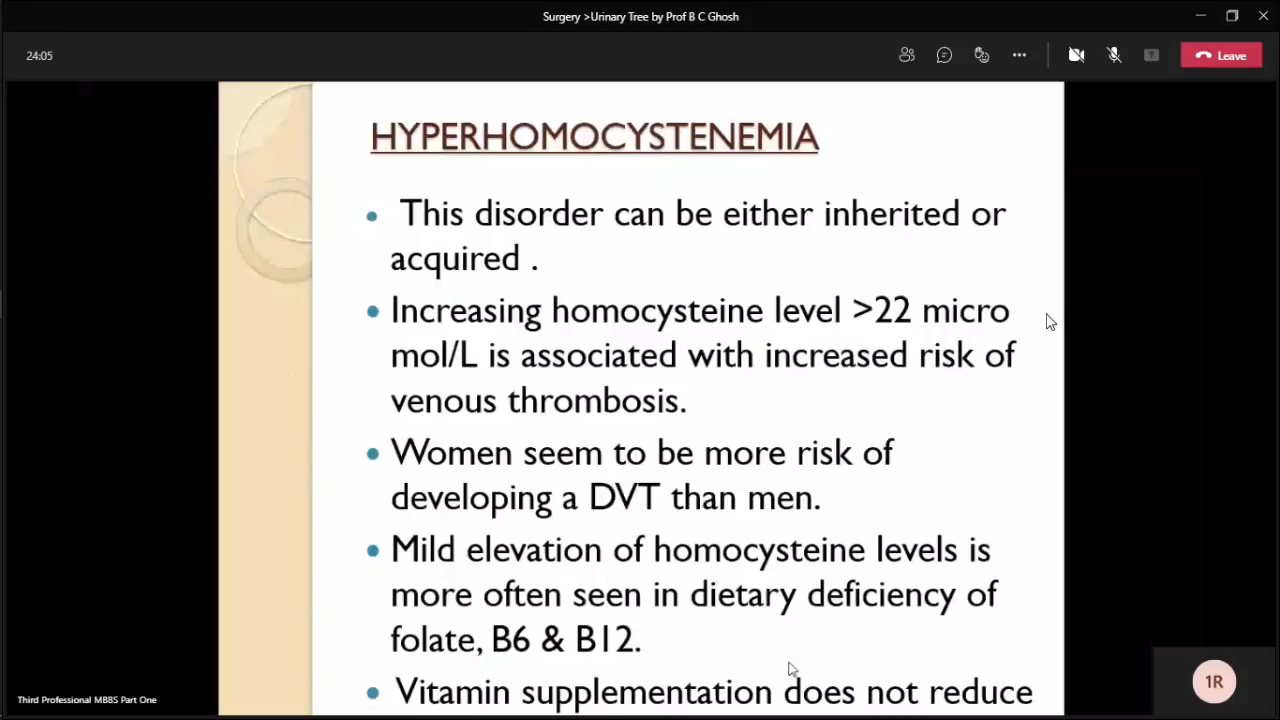 Surgery >Urinary Tree by Prof B C Ghosh
24:05
Leave
HYPERHOMOCYSTENEMIA
• This disorder can be either inherited or
acquired .
• Increasing homocysteine level >22 micro
mol/L is associated with increased risk of
venous thrombosis.
• Women seem to be more risk of
developing a DVT than men.
• Mild elevation of homocysteine levels is
more often seen in dietary deficiency of
folate, B6 & B12.
• Vitamin supplementation does not reduce
Third Professional MBBS Part One
1R